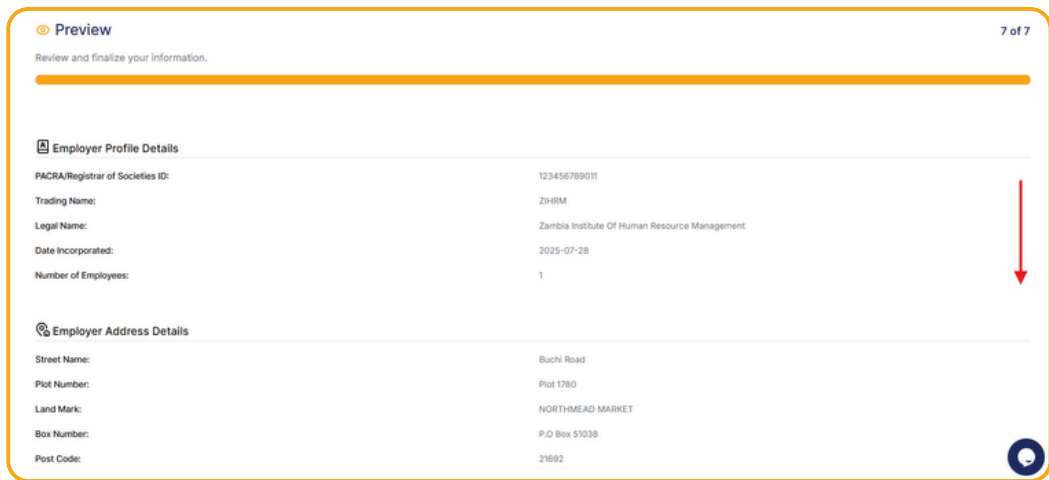 Preview
7 of 7
Review and finalize your information.
Employer Profile Details
PACRA/Registrar of Societies ID: 123456789011
Trading Name: ZIHRM
Legal Name: Zambia Institute Of Human Resource Management
Date Incorporated: 2025-07-28
Number of Employees: 1
Employer Address Details
Street Name: Buchi Road
Plot Number: Plot 1780
Land Mark: NORTHMEAD MARKET
Box Number: P.O Box 51038
Post Code: 21692